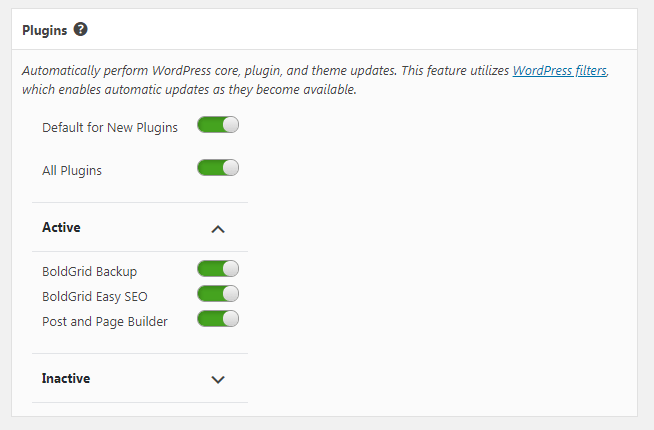 Plugins
Automatically perform WordPress core, plugin, and theme updates. This feature utilizes WordPress filters,
which enables automatic updates as they become available.
Default for New Plugins
All Plugins
Active
BoldGrid Backup
BoldGrid Easy SEO
Post and Page Builder
Inactive